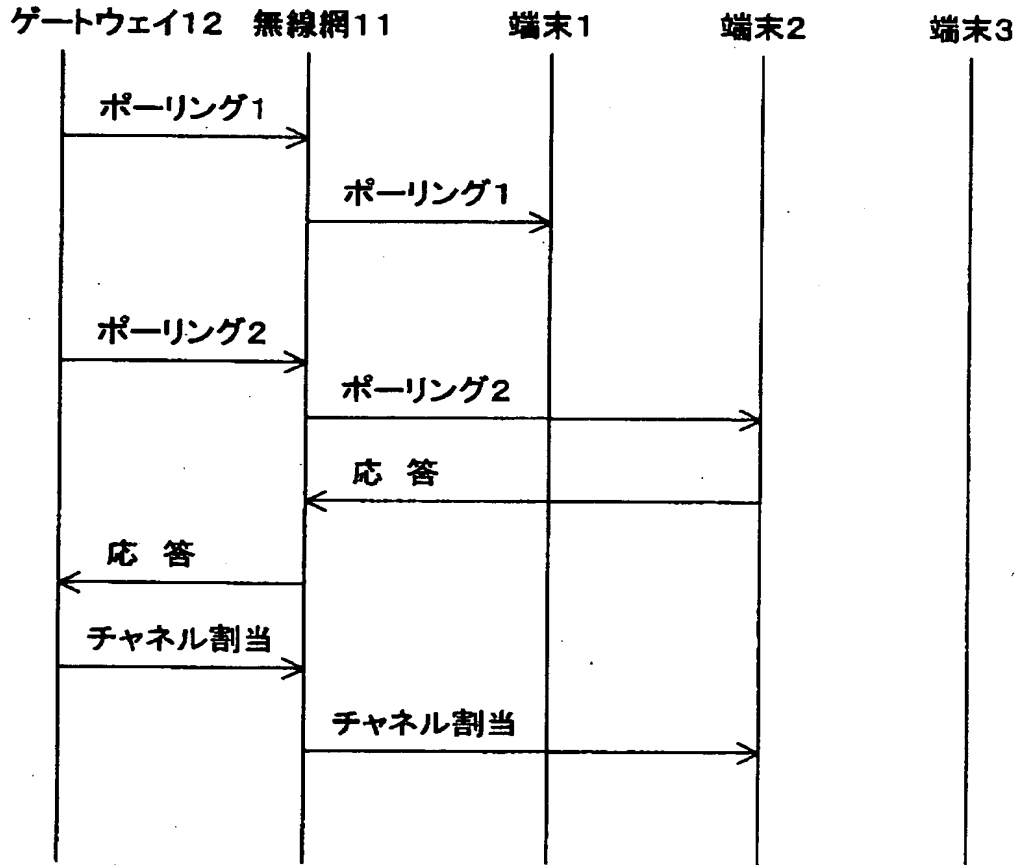 ゲートウェイ12 無線網11 端末1 端末2 端末3
ポーリング1
ポーリング1
ポーリング2
ポーリング2
応 答
応 答
チャネル割当
チャネル割当